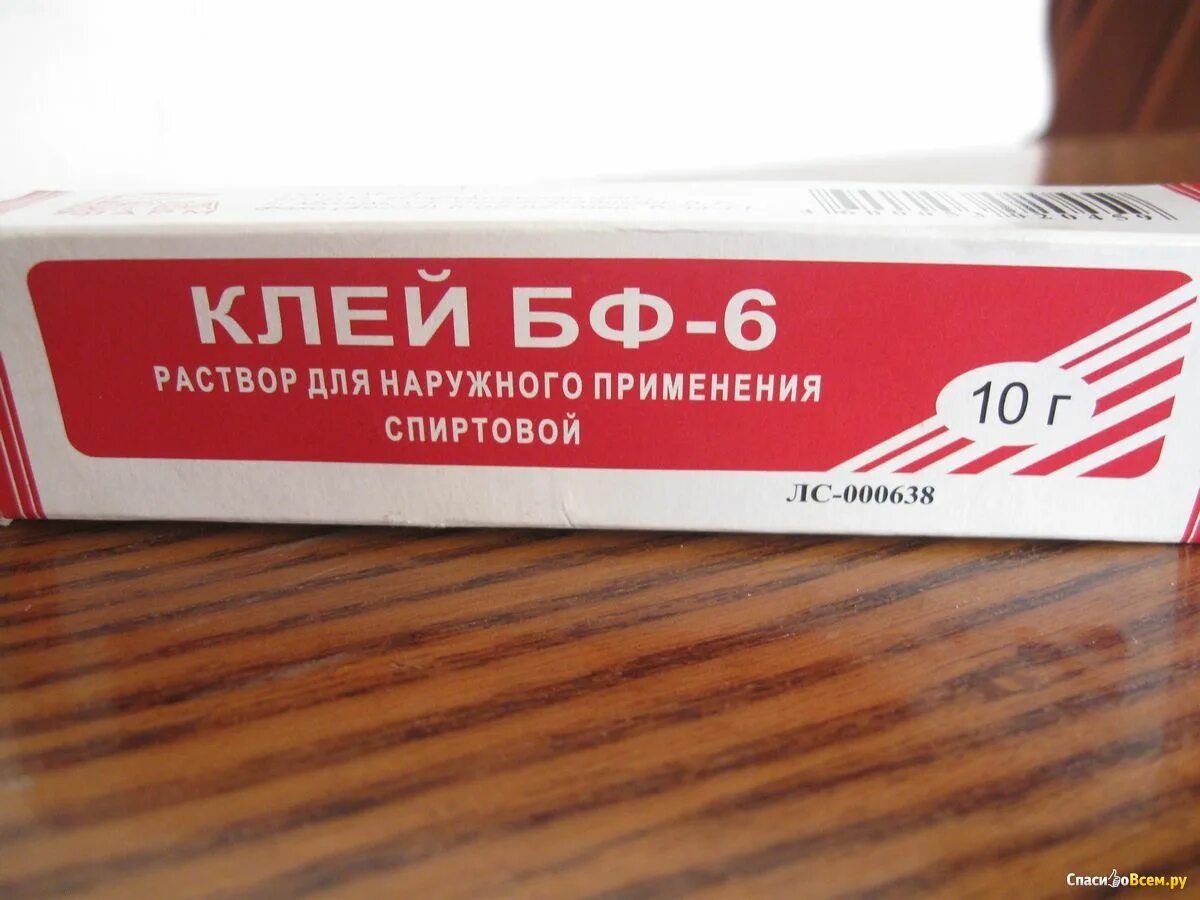 КЛЕЙ БФ-6
РАСТВОР ДЛЯ НАРУЖНОГО ПРИМЕНЕНИЯ
СПИРТОВОЙ
10 г
ЛС-000638
СпасибоВсем.ру